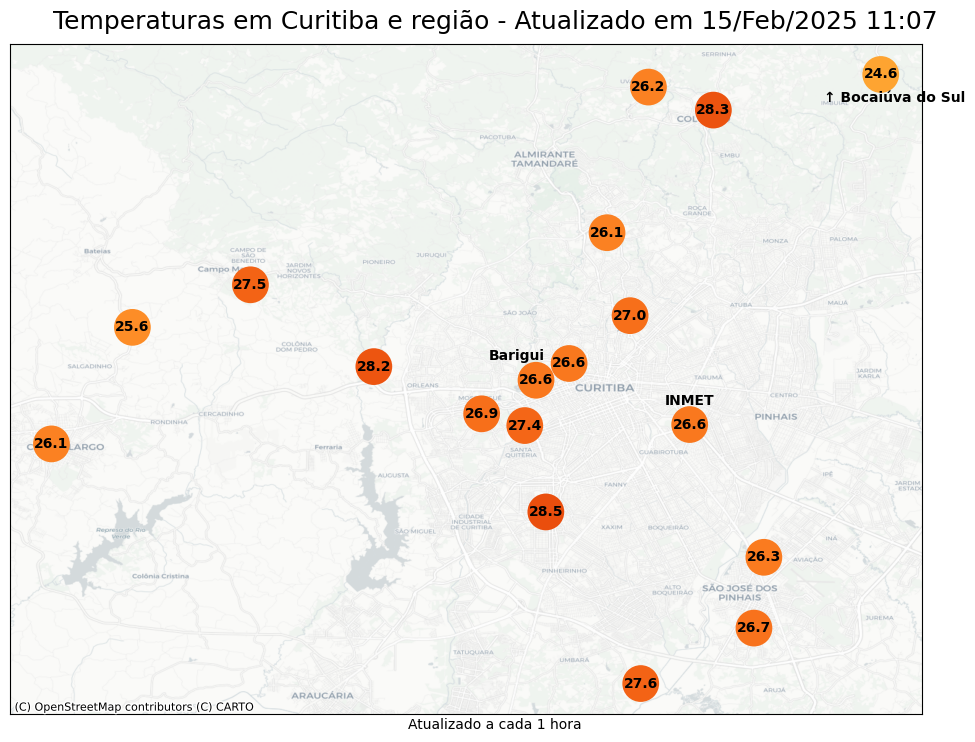 Temperaturas em Curitiba e região - Atualizado em 15/Feb/2025 11:07
SERRINHA
24.6
26.2
↑ Bocaiúva do Sul
28.3
PACOTUBA
EMBU
ALMIRANTE
TAMANDARÉ
ROÇA
GRANDE
26.1
MONZA
PALOMA
Bateias
CAMPO DE
SÃO
BENEDITO
JURUQUI
PIONEIRO
JARDIM
NOVOS
HORIZONTES
27.5
ATUBA
MAUÁ
SÃO JOÃO
27.0
25.6
COLÔNIA
DOM PEDRO
Barigui
26.6
SALGADINHO
28.2
JARDIM
KARLA
TARUMÃ
26.6
ORLEANS
CURITIBA
CENTRO
INMET
CERCADINHO
26.9
PINHAIS
RONDINHA
27.4
26.6
26.1
LARGO
Ferraria
SANTA
QUITÉRIA
CUABIROTUBA
AUGUSTA
IPÊ
FANNY
JARDIM
28.5
CIDADE
INDUSTRIAL
DE CURITIBA
SÃO MIGUEL
XAXIM
BOQUEIRÃO
Represa do Rio
Verde
INÁ
26.3
AVIAÇÃO
PINHEIRINHO
Colônia Cristina
ALTO
BOQUEIRÃO
SÃO JOSÉ DOS
PINHAIS
JUREMA
26.7
TATUQUARA
UMBARÁ
27.6
ARUJÁ
ARAUCÁRIA
(C) OpenStreetMap contributors (C) CARTO
Atualizado a cada 1 hora